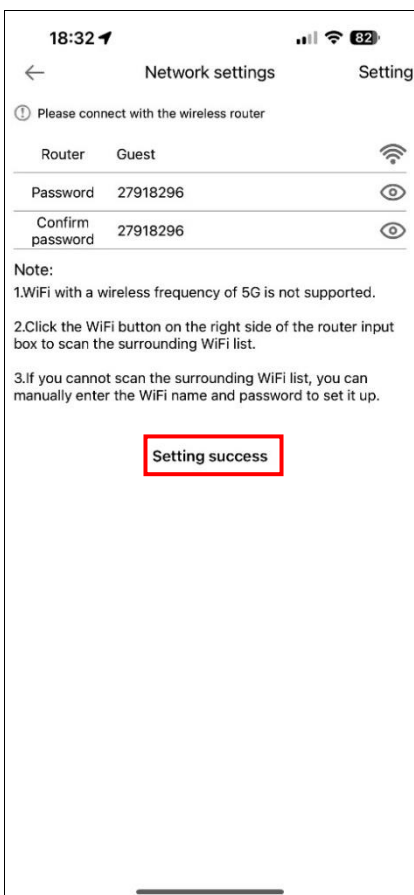 18:32
82
Network settings
Setting
Please connect with the wireless router
Router Guest
Password 27918296
Confirm
password 27918296
Note:
1.WiFi with a wireless frequency of 5G is not supported.
2.Click the WiFi button on the right side of the router input
box to scan the surrounding WiFi list.
3.If you cannot scan the surrounding WiFi list, you can
manually enter the WiFi name and password to set it up.
Setting success